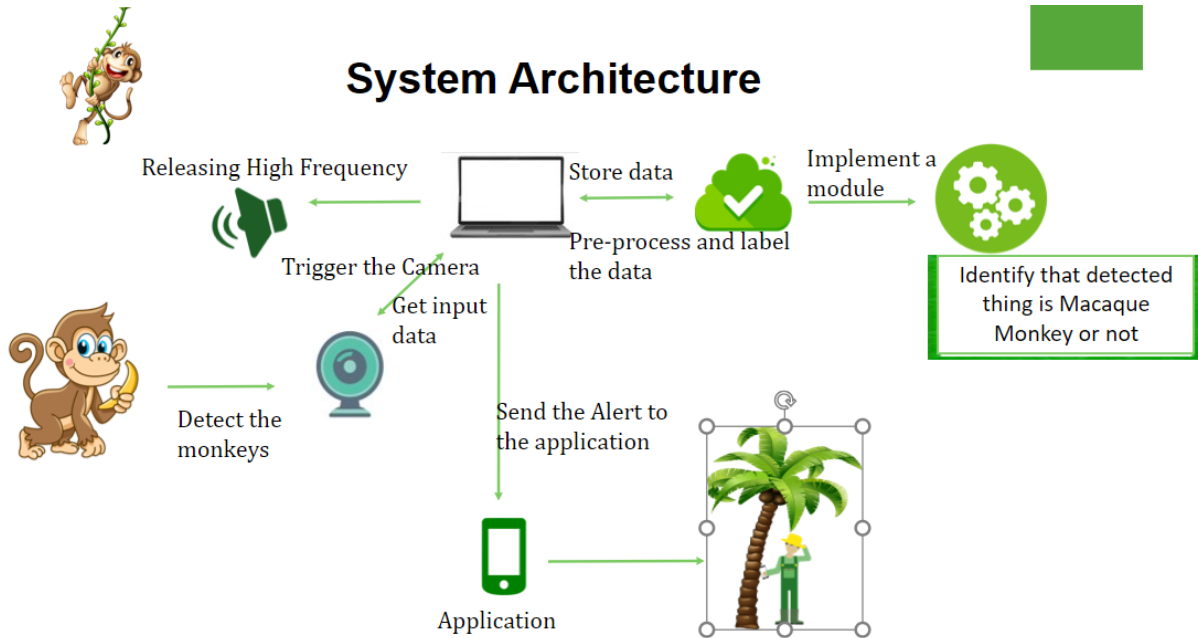 System Architecture
Releasing High Frequency
Store data
Implement a
module
Pre-process and label
the data
Trigger the Camera
Get input
data
Identify that detected
thing is Macaque
Monkey or not
Detect the
monkeys
Send the Alert to
the application
Application